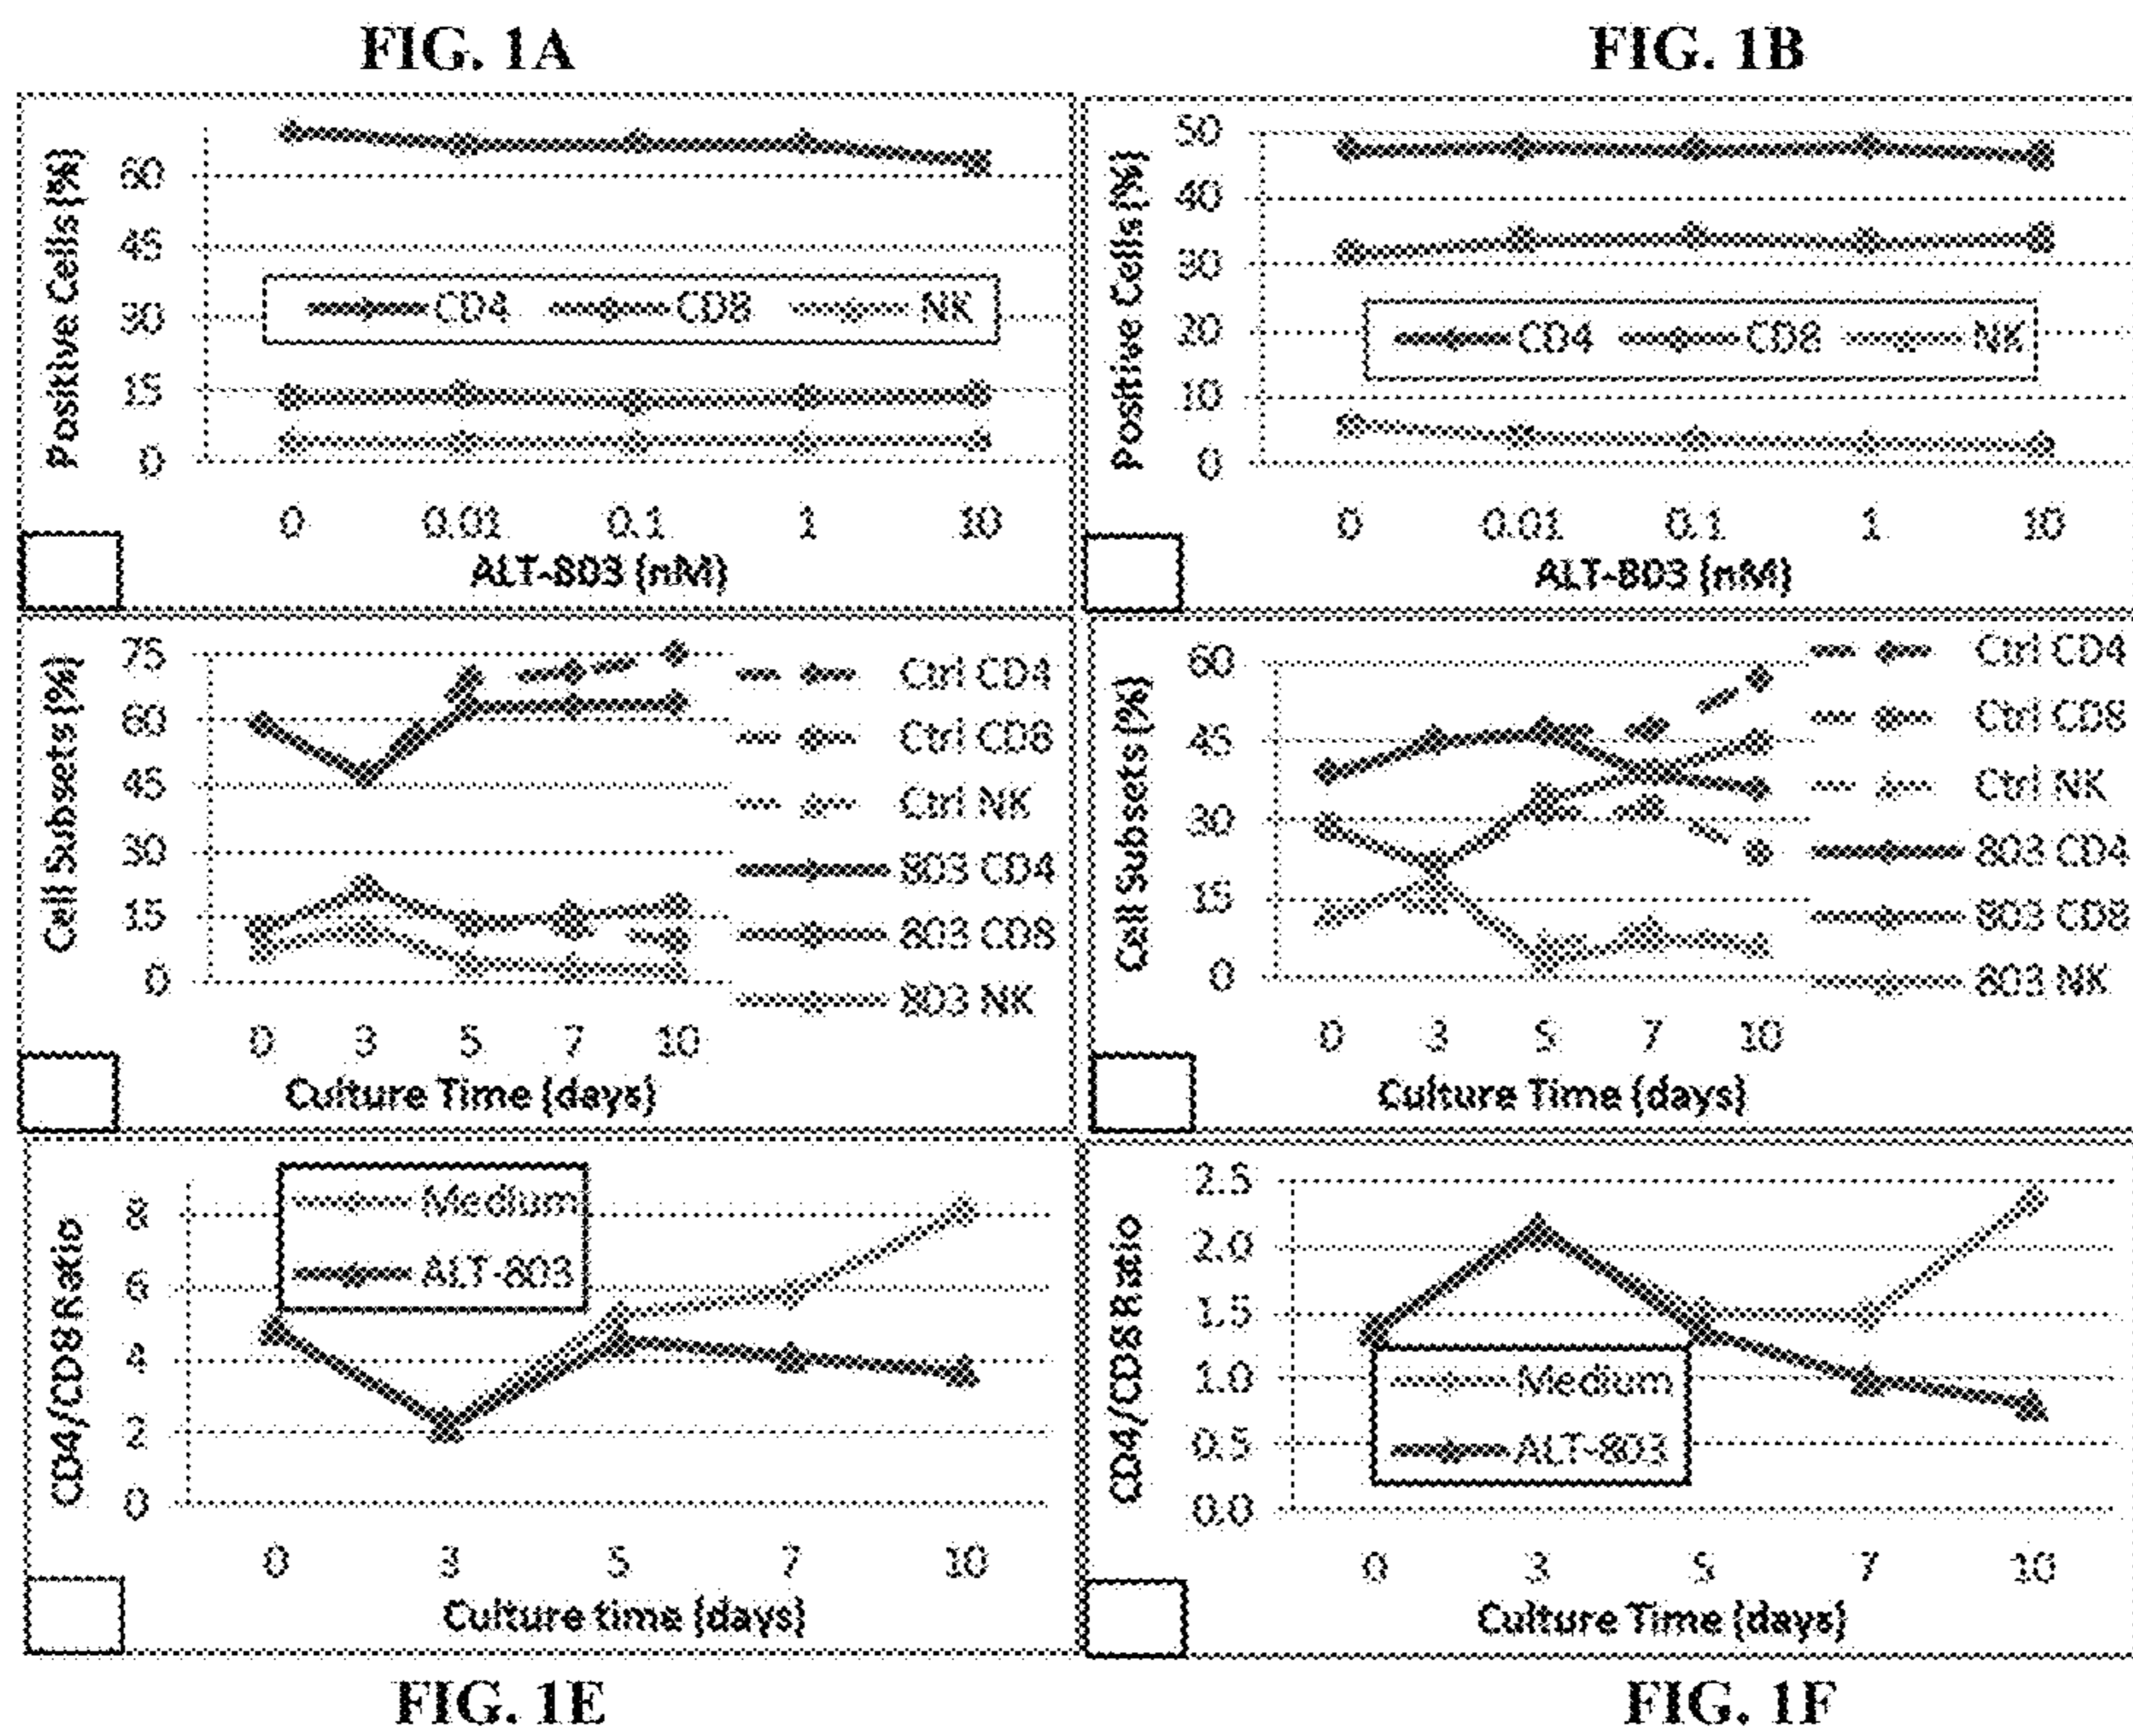 FIG. 1A
Positive Cells (%)
60
45
30
15
0
CD4 CD8 NK
0 0.01 0.1 1 10
ALT-803 (nM)
FIG. 1B
Positive Cells (%)
50
40
30
20
10
0
CD4 CD8 NK
0 0.01 0.1 1 10
ALT-803 (nM)
Cell Subsets (%)
75
60
45
30
15
0
Ctrl CD4
Ctrl CD8
Ctrl NK
803 CD4
803 CD8
803 NK
0 3 5 7 10
Culture Time (days)
Cell Subsets (%)
60
45
30
15
0
Ctrl CD4
Ctrl CD8
Ctrl NK
803 CD4
803 CD8
803 NK
0 3 5 7 10
Culture Time (days)
CD4/CD8 Ratio
8
6
4
2
0
Medium
ALT-803
0 3 5 7 10
Culture time (days)
FIG. 1E
CD4/CD8 Ratio
2.5
2.0
1.5
1.0
0.5
0.0
Medium
ALT-803
0 3 5 7 10
Culture Time (days)
FIG. 1F